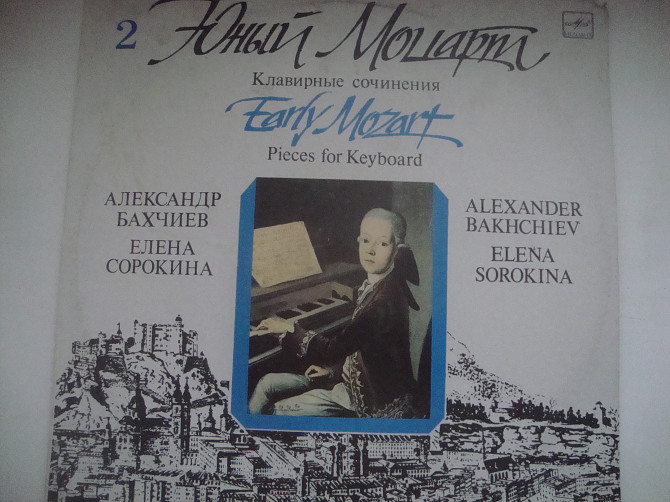 2
Юный Моцарт
Клавирные сочинения
Early Mozart
Pieces for Keyboard
АЛЕКСАНДР
БАХЧИЕВ
ЕЛЕНА
СОРОКИНА
ALEXANDER
BAKHCHIEV
ELENA
SOROKINA